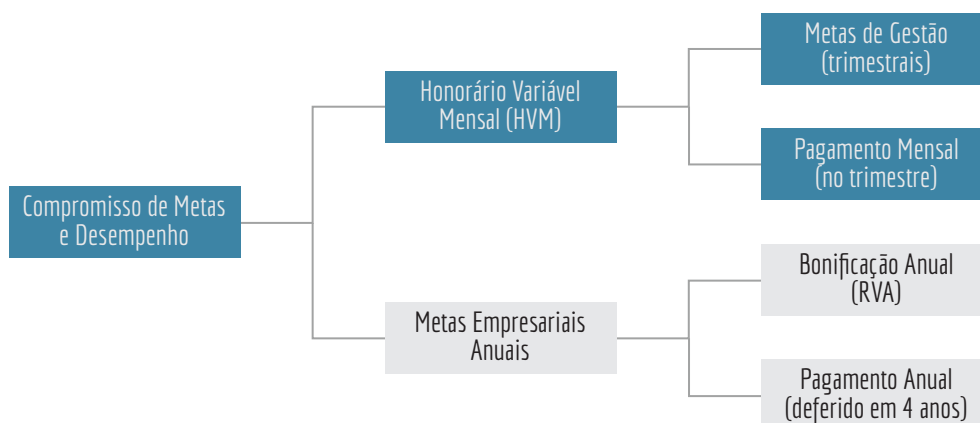 Compromisso de Metas
e Desempenho
Honorário Variável
Mensal (HVM)
Metas de Gestão
(trimestrais)
Pagamento Mensal
(no trimestre)
Metas Empresariais
Anuais
Bonificação Anual
(RVA)
Pagamento Anual
(deferido em 4 anos)